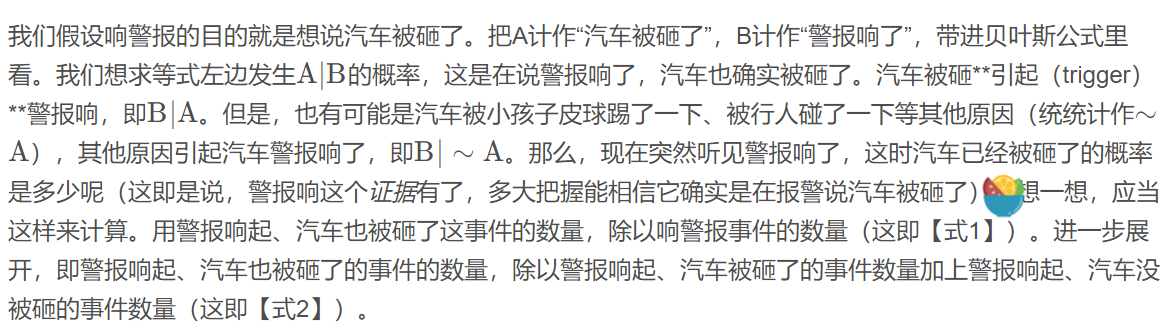 我们假设响警报的目的就是想说汽车被砸了。把A计作“汽车被砸了”，B计作“警报响了”，带进贝叶斯公式里
看。我们想求等式左边发生A|B的概率，这是在说警报响了，汽车也确实被砸了。汽车被砸**引起（trigger）
**警报响，即B|A。但是，也有可能是汽车被小孩子皮球踢了一下、被行人碰了一下等其他原因（统统计作∼
A），其他原因引起汽车警报响了，即B| ∼ A。那么，现在突然听见警报响了，这时汽车已经被砸了的概率
是多少呢（这即是说，警报响这个证据有了，多大把握能相信它确实是在报警说汽车被砸了）想一想，应当
这样来计算。用警报响起、汽车也被砸了这事件的数量，除以响警报事件的数量（这即【式1】）。进一步展
开，即警报响起、汽车也被砸了的事件的数量，除以警报响起、汽车被砸了的事件数量加上警报响起、汽车没
被砸的事件数量（这即【式2】）。